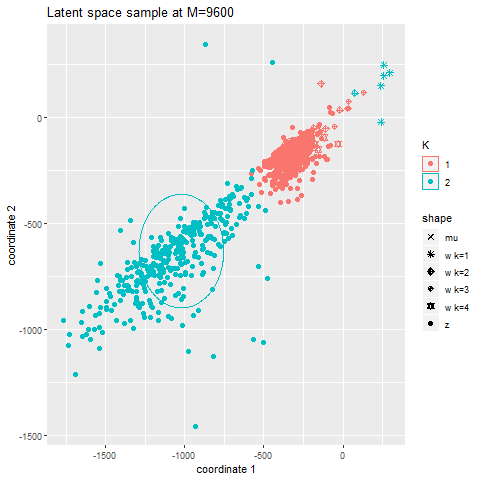 Latent space sample at M=9600
0
-500
-1000
-1500
coordinate 2
-1500
-1000
-500
0
coordinate 1
K
1
2
shape
mu
w k=1
w k=2
w k=3
w k=4
z